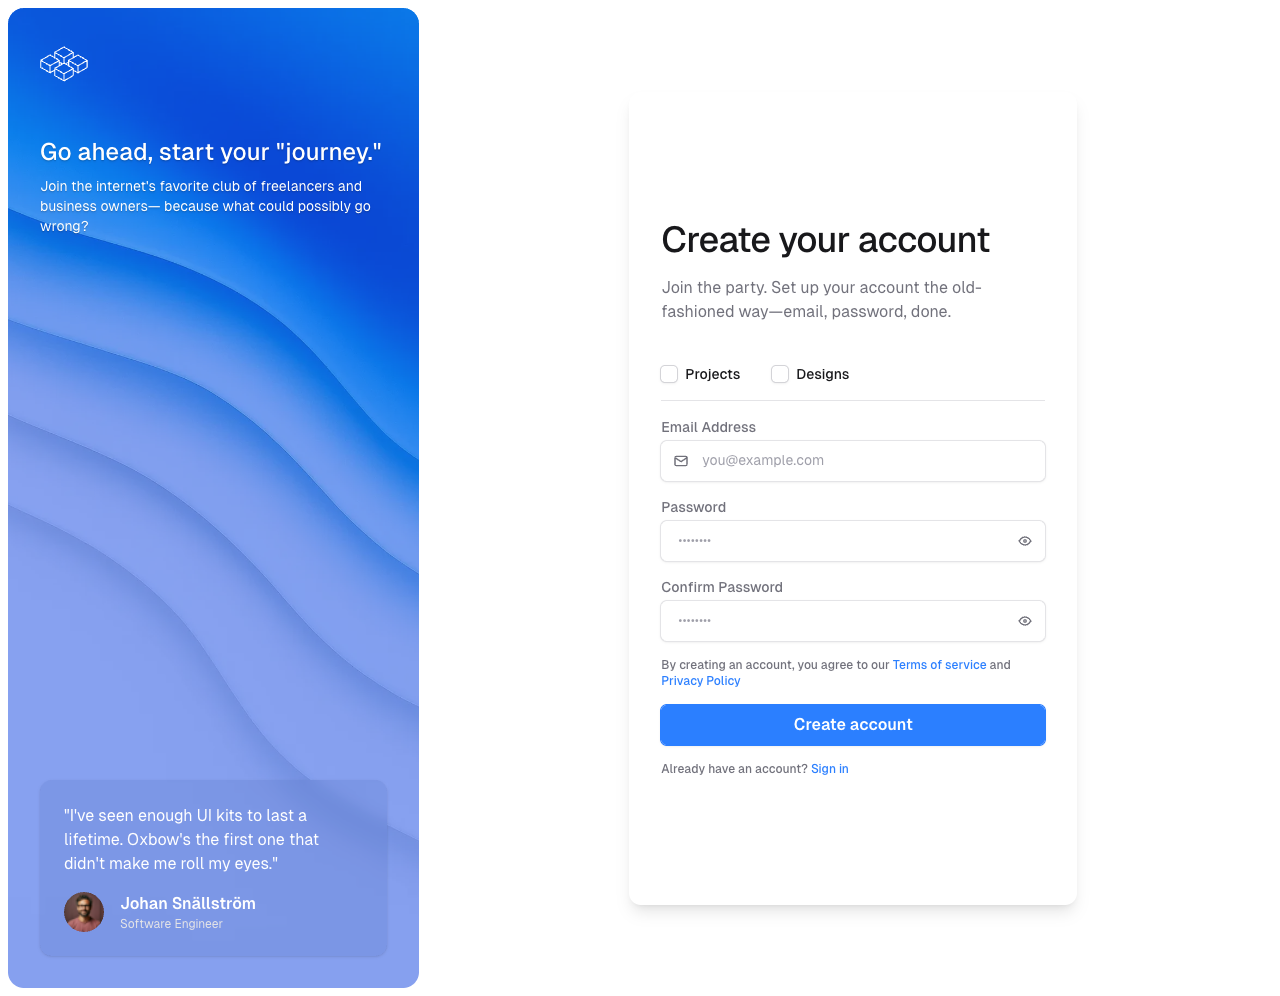 Go ahead, start your "journey."
Join the internet's favorite club of freelancers and
business owners— because what could possibly go
wrong?
"I've seen enough UI kits to last a
lifetime. Oxbow's the first one that
didn't make me roll my eyes."
Johan Snällström
Software Engineer
Create your account
Join the party. Set up your account the old-
fashioned way—email, password, done.
Projects
Designs
Email Address
you@example.com
Password
••••••••
Confirm Password
••••••••
By creating an account, you agree to our Terms of service and
Privacy Policy
Create account
Already have an account? Sign in